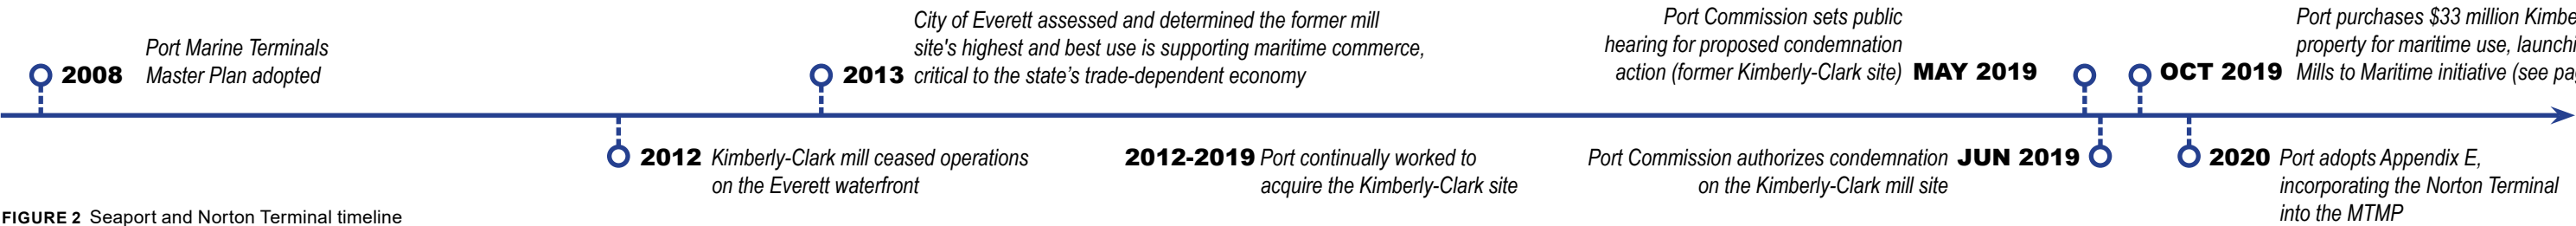 2008
Port Marine Terminals
Master Plan adopted
2012
Kimberly-Clark mill ceased operations
on the Everett waterfront
2013
City of Everett assessed and determined the former mill
site's highest and best use is supporting maritime commerce,
critical to the state’s trade-dependent economy
2012-2019
Port continually worked to
acquire the Kimberly-Clark site
Port Commission sets public
hearing for proposed condemnation
action (former Kimberly-Clark site)
MAY 2019
Port Commission authorizes condemnation
on the Kimberly-Clark mill site
JUN 2019
OCT 2019
Port purchases $33 million
property for maritime use,
Mills to Maritime initiative (see
2020
Port adopts Appendix E,
incorporating the Norton Terminal
into the MTMP
FIGURE 2 Seaport and Norton Terminal timeline